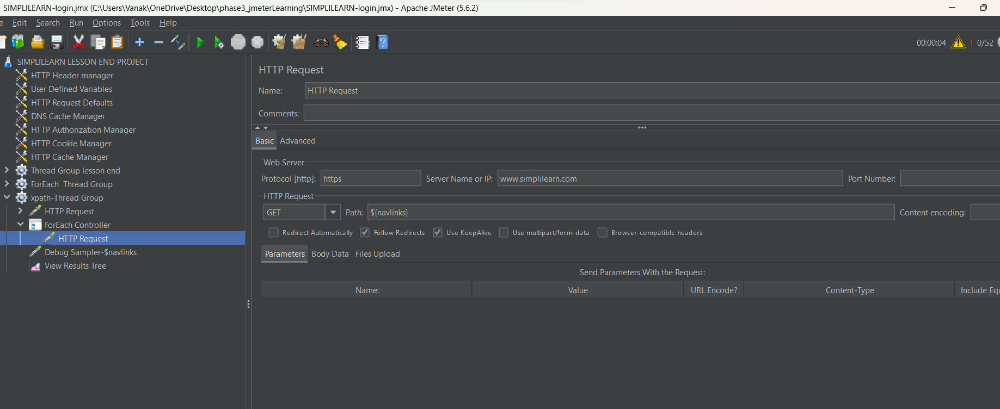 SIMPLILEARN-login.jmx (C:\Users\Vanak\OneDrive\Desktop\phase3_jmeterLearning\SIMPLILEARN-login.jmx) - Apache JMeter (5.6.2)
e Edit Search Run Options Tools Help
STOP
00:00:04 1 0/52
SIMPLILEARN LESSON END PROJECT
HTTP Header manager
User Defined Variables
HTTP Request Defaults
DNS Cache Manager
HTTP Authorization Manager
HTTP Cookie Manager
HTTP Cache Manager
Thread Group lesson end
ForEach Thread Group
xpath-Thread Group
HTTP Request
ForEach Controller
HTTP Request
Debug Sampler-$navlinks
View Results Tree
HTTP Request
Name: HTTP Request
Comments:
Basic Advanced
Web Server
Protocol [http]: https Server Name or IP: www.simplilearn.com Port Number:
HTTP Request
GET Path: ${navlinks} Content encoding:
Redirect Automatically Follow Redirects Use KeepAlive Use multipart/form-data Browser-compatible headers
Parameters Body Data Files Upload
Send Parameters With the Request:
Name: Value URL Encode? Content-Type Include Equ